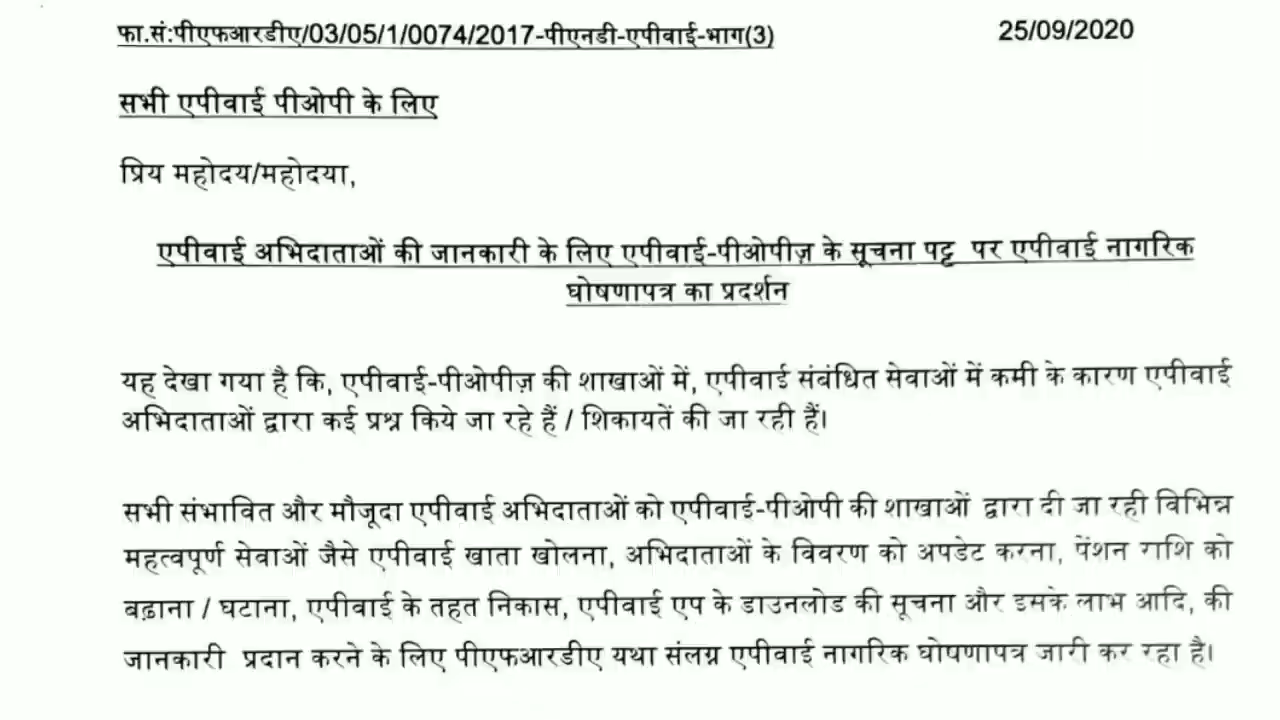 फा.सं:पीएफआरडीए/03/05/1/0074/2017-पीएनडी-एपीवाई-भाग(3) 25/09/2020
सभी एपीवाई पीओपी के लिए
प्रिय महोदय/महोदया,
एपीवाई अभिदाताओं की जानकारी के लिए एपीवाई-पीओपीज़ के सूचना पट्ट पर एपीवाई नागरिक
घोषणापत्र का प्रदर्शन
यह देखा गया है कि, एपीवाई-पीओपीज़ की शाखाओं में, एपीवाई संबंधित सेवाओं में कमी के कारण एपीवाई
अभिदाताओं द्वारा कई प्रश्न किये जा रहे हैं / शिकायतें की जा रही हैं।
सभी संभावित और मौजूदा एपीवाई अभिदाताओं को एपीवाई-पीओपी की शाखाओं द्वारा दी जा रही विभिन्न
महत्वपूर्ण सेवाओं जैसे एपीवाई खाता खोलना, अभिदाताओं के विवरण को अपडेट करना, पेंशन राशि को
बढ़ाना / घटाना, एपीवाई के तहत निकास, एपीवाई एप के डाउनलोड की सूचना और इसके लाभ आदि, की
जानकारी प्रदान करने के लिए पीएफआरडीए यथा संलग्न एपीवाई नागरिक घोषणापत्र जारी कर रहा है।